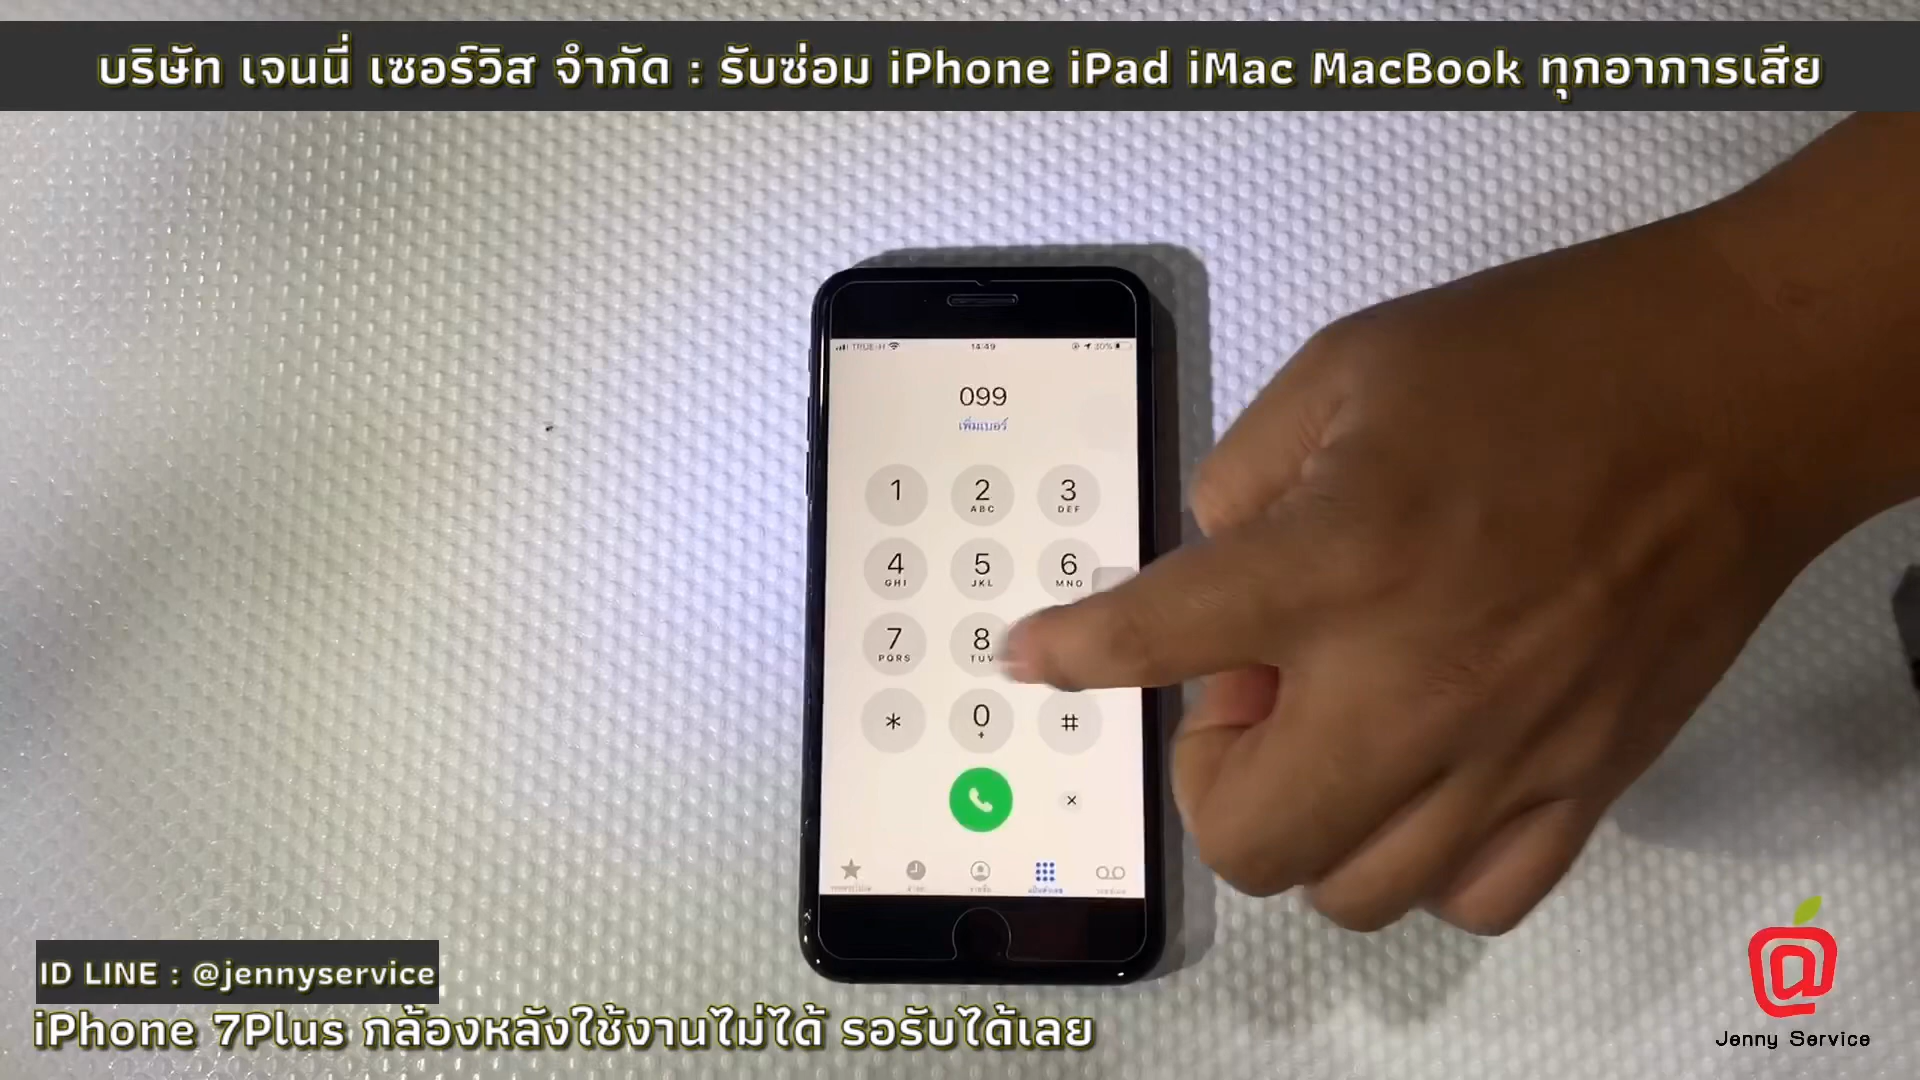 บริษัท เจนนี่ เซอร์วิส จำกัด : รับซ่อม iPhone iPad iMac MacBook ทุกอาการเสีย
TRUE-H 14:49 30%
099
เพิ่มเบอร์
1 2 3
ABC DEF
4 5 6
GHI JKL MNO
7 8
PQRS TUV
* 0 #
+
ID LINE : @jennyservice
iPhone 7Plus กล้องหลังใช้งานไม่ได้ รอรับได้เลย
Jenny Service